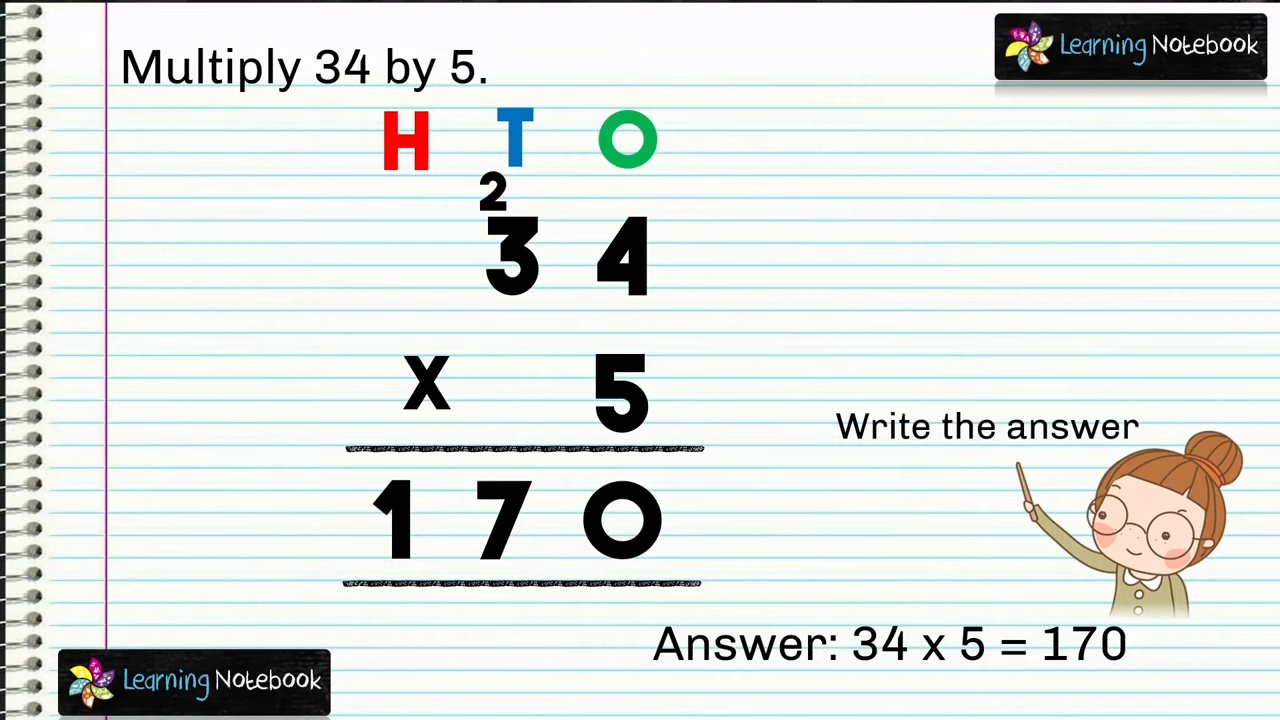 Multiply 34 by 5.
Learning Notebook
H T O
2
3 4
x 5
Write the answer
1 7 0
Answer: 34 x 5 = 170
Learning Notebook